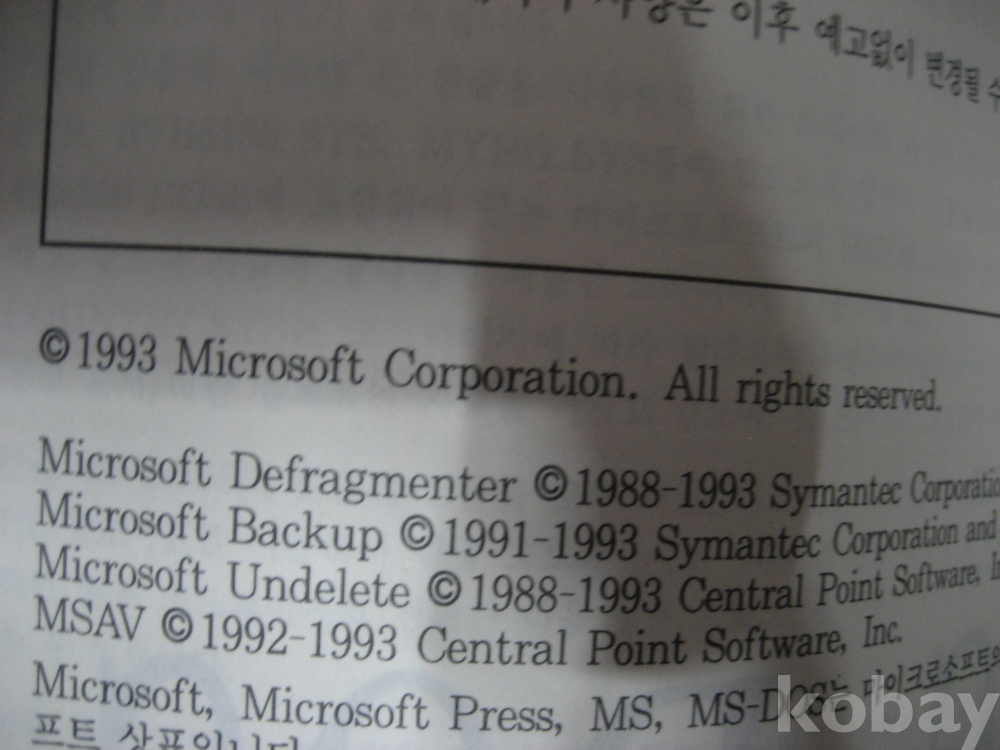 사양은 이후 예고없이 변경될 수
©1993 Microsoft Corporation. All rights reserved.
Microsoft Defragmenter ©1988-1993 Symantec
Microsoft Backup ©1991-1993 Symantec Corporation and
Microsoft Undelete ©1988-1993 Central Point Software,
MSAV ©1992-1993 Central Point Software, Inc.
Microsoft, Microsoft Press, MS, MS-DOS는 마이크로소프트의
프트 상표입니다
kobay